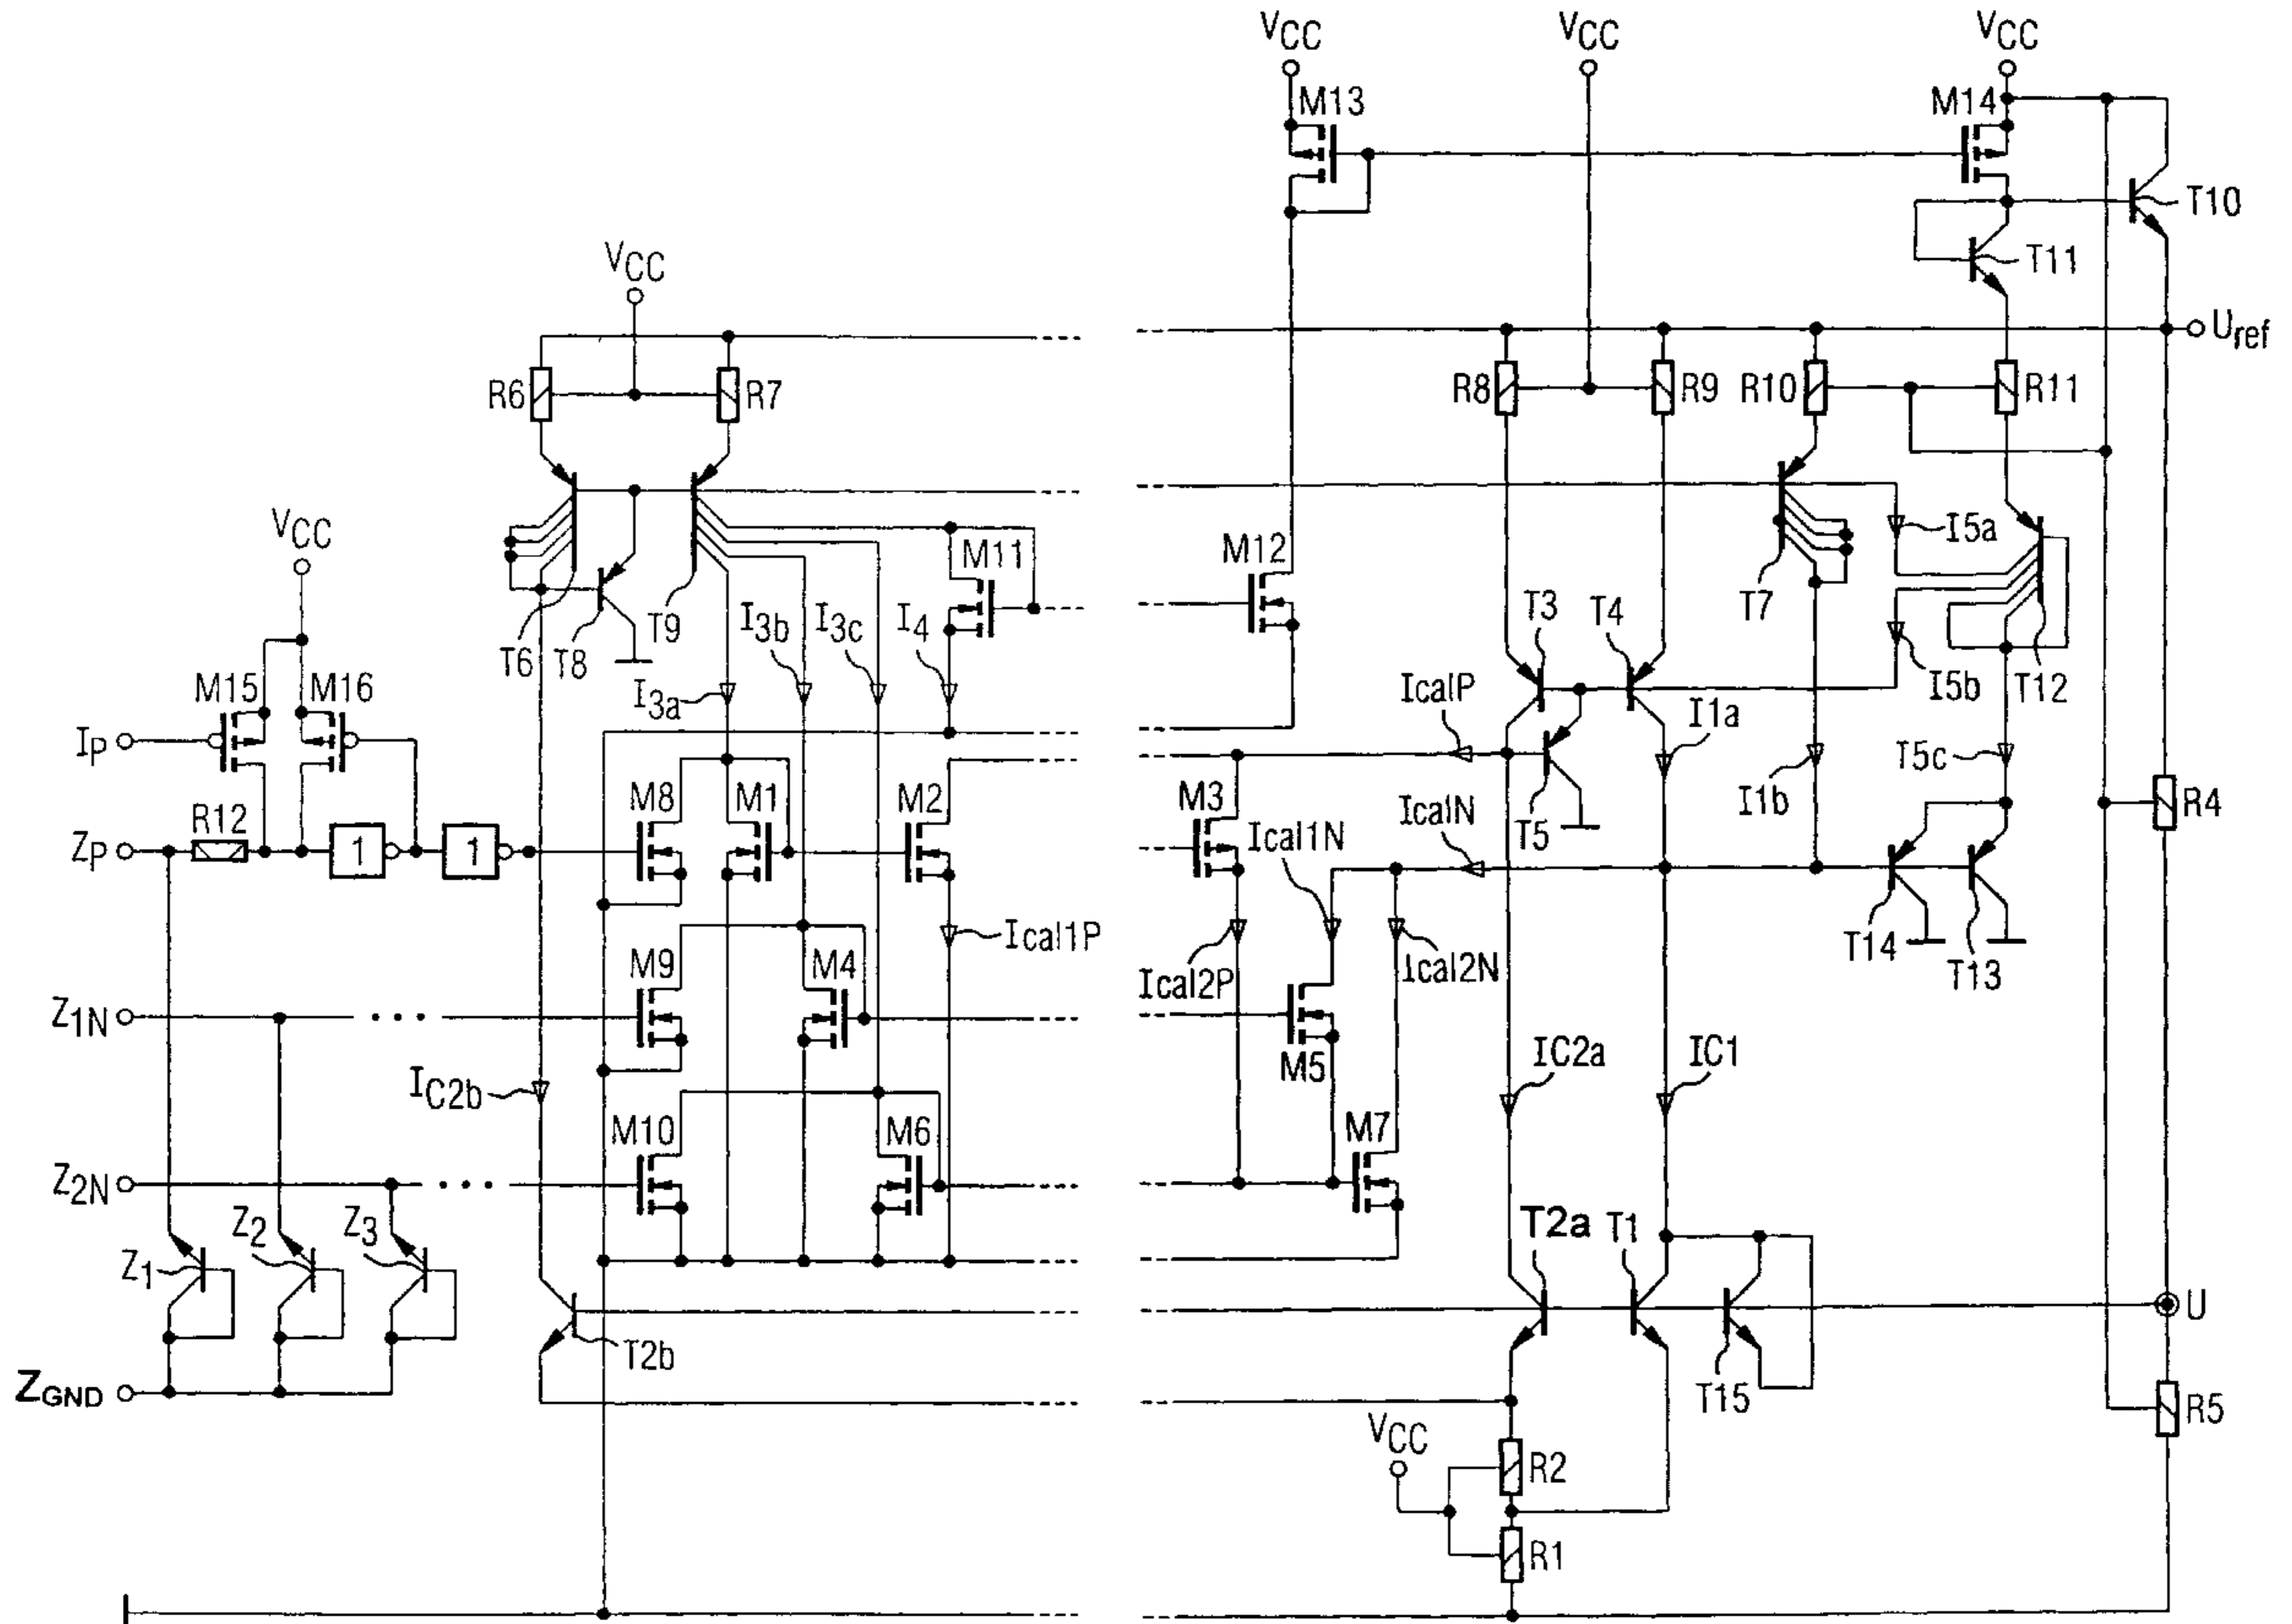 VCC VCC VCC
M13 M14
T10
T11
VCC
Uref
R6 R7 R8 R9 R10 R11
VCC
I5a
M11 M12
T7
T6 T8 T9 I3b I3c I4 T3 T4
I5b T12
M15 M16
I3a
IcalP I1a
IP
T5c
I1b
M8 M1 M2 M3 R4
R12
T5
Ical1N IcalN
ZP 1 1
Ical1P
T14 T13
M9 M4 Ical2P Ical2N
Z1N
M5
IC2a IC1
IC2b
M10 M6 M7
Z2N
T2a T1
Z1 Z2 Z3
U
T2b
T15
ZGND
R5
VCC
R2
R1